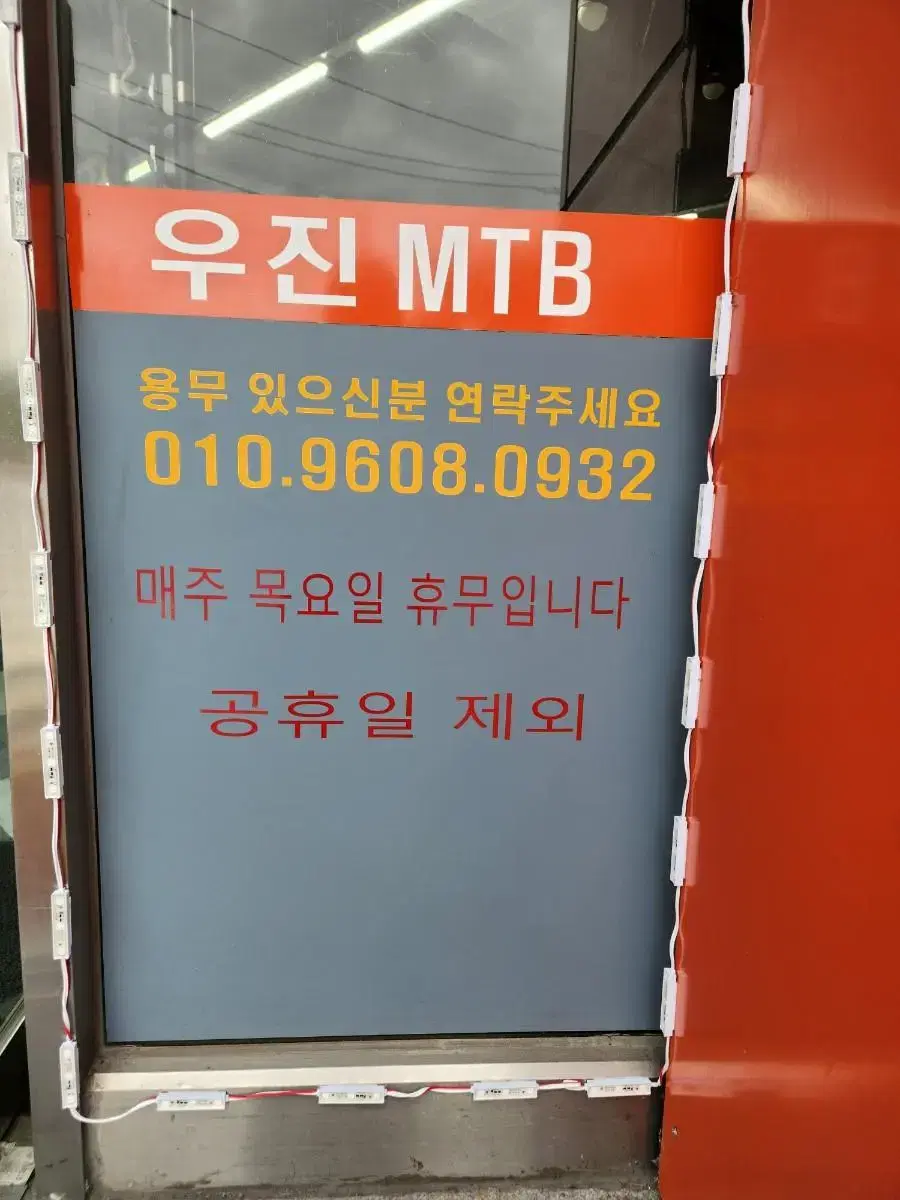 우진 MTB
용무 있으신분 연락주세요
010.9608.0932
매주 목요일 휴무입니다
공휴일 제외